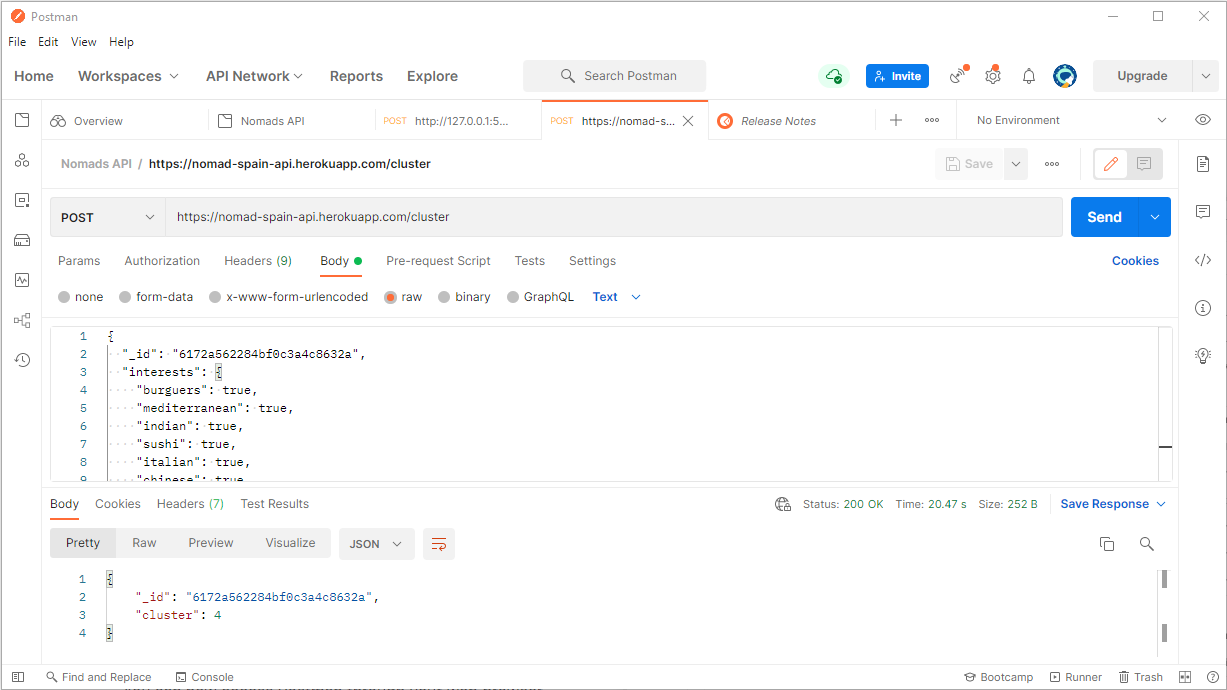 Postman
File Edit View Help
Home Workspaces API Network Reports Explore Search Postman Invite Upgrade
Overview Nomads API POST http://127.0.0.1:5... POST https://nomad-s... Release Notes No Environment
Nomads API / https://nomad-spain-api.herokuapp.com/cluster Save
POST https://nomad-spain-api.herokuapp.com/cluster Send
Params Authorization Headers (9) Body Pre-request Script Tests Settings Cookies
none form-data x-www-form-urlencoded raw binary GraphQL Text
1 {
2 "_id": "6172a562284bf0c3a4c8632a",
3 "interests": {
4 "burguers": true,
5 "mediterranean": true,
6 "indian": true,
7 "sushi": true,
8 "italian": true,
9 "chinese": true
Body Cookies Headers (7) Test Results Status: 200 OK Time: 20.47 s Size: 252 B Save Response
Pretty Raw Preview Visualize JSON
1 {
2 "_id": "6172a562284bf0c3a4c8632a",
3 "cluster": 4
4 }
Find and Replace Console Bootcamp Runner Trash